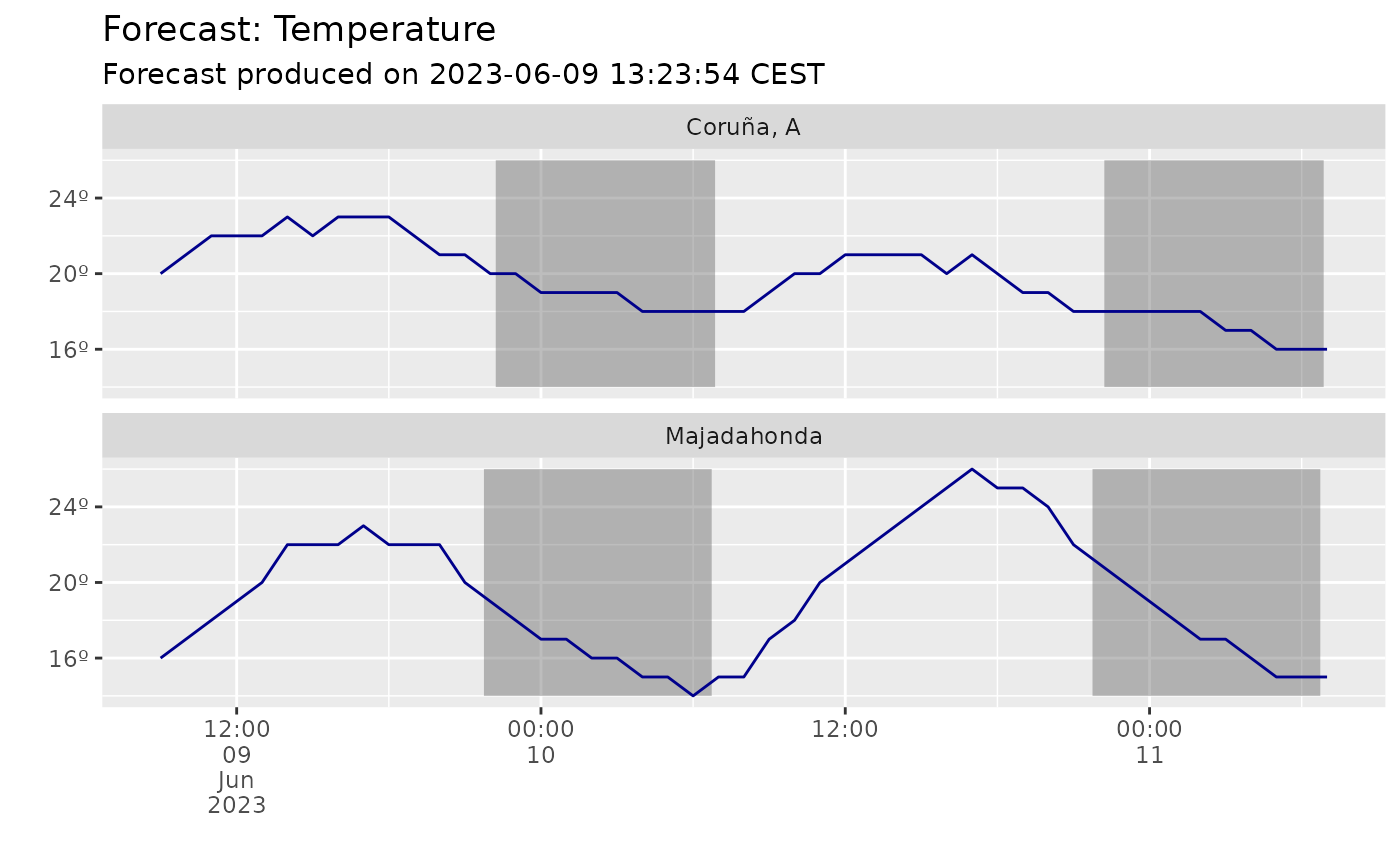 Forecast: Temperature
Forecast produced on 2023-06-09 13:23:54 CEST
Coruña, A
24º
20º
16º
Majadahonda
24º
20º
16º
12:00 00:00 12:00 00:00
09 10 11
Jun
2023